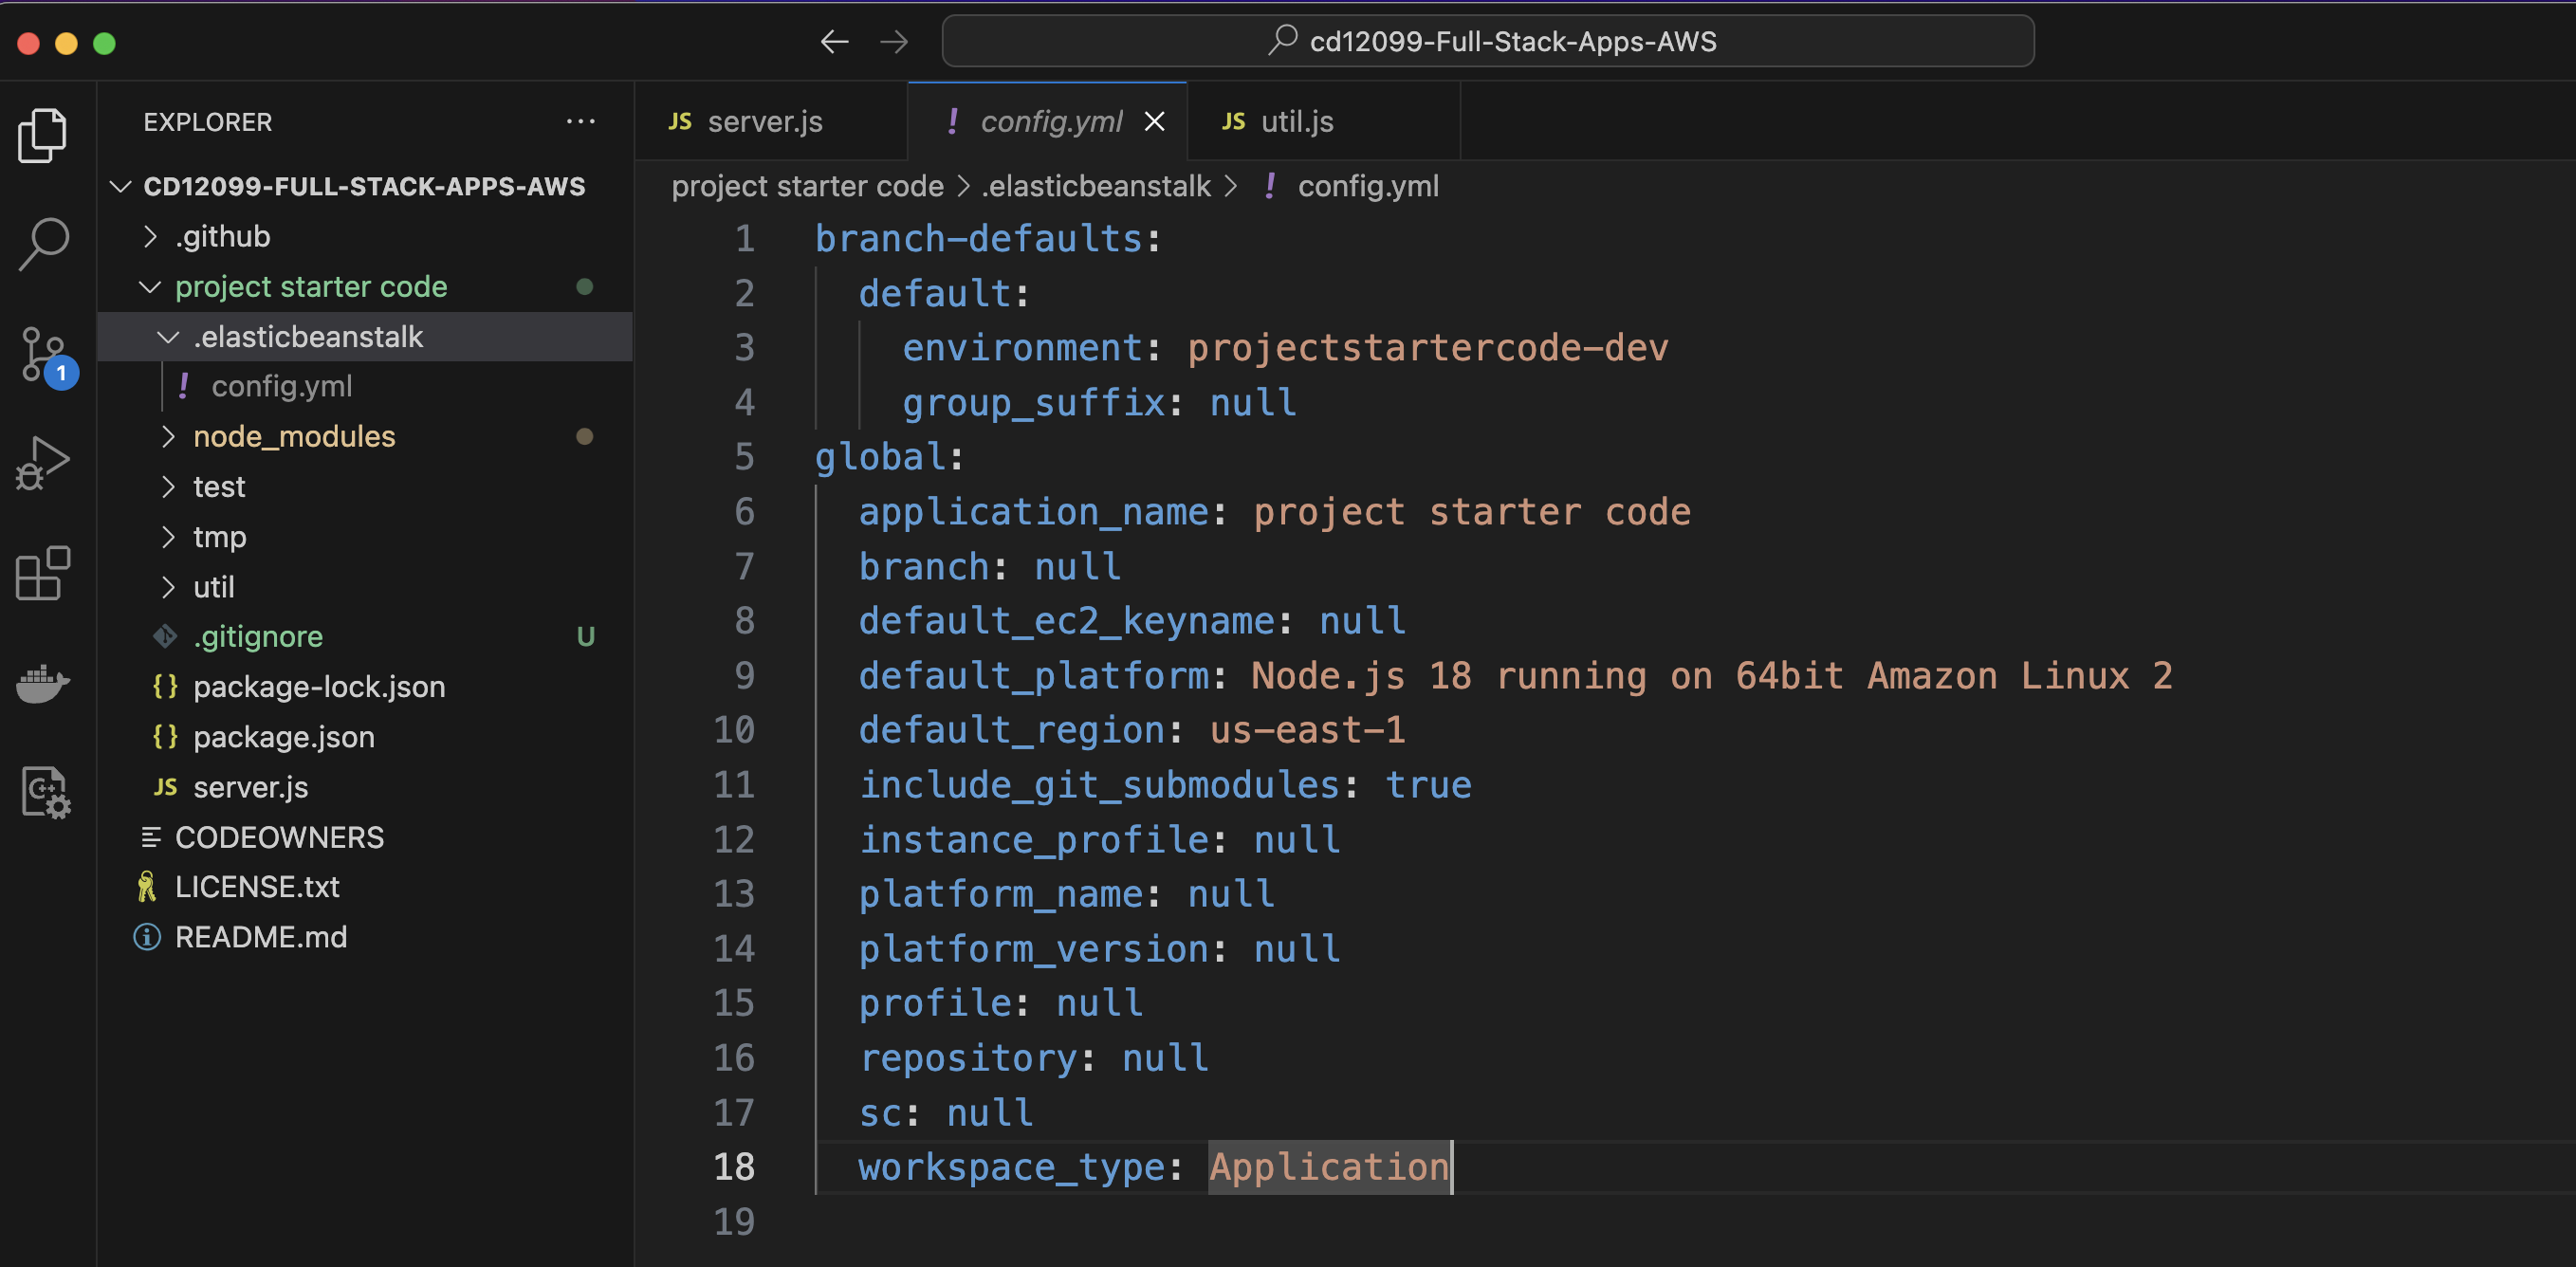 cd12099-Full-Stack-Apps-AWS
EXPLORER
CD12099-FULL-STACK-APPS-AWS
.github
project starter code
.elasticbeanstalk
! config.yml
node_modules
test
tmp
util
.gitignore U
{} package-lock.json
{} package.json
JS server.js
CODEOWNERS
LICENSE.txt
README.md
1
C++
JS server.js
! config.yml
JS util.js
project starter code > .elasticbeanstalk > ! config.yml
1 branch-defaults:
2 default:
3 environment: projectstartercode-dev
4 group_suffix: null
5 global:
6 application_name: project starter code
7 branch: null
8 default_ec2_keyname: null
9 default_platform: Node.js 18 running on 64bit Amazon Linux 2
10 default_region: us-east-1
11 include_git_submodules: true
12 instance_profile: null
13 platform_name: null
14 platform_version: null
15 profile: null
16 repository: null
17 sc: null
18 workspace_type: Application
19